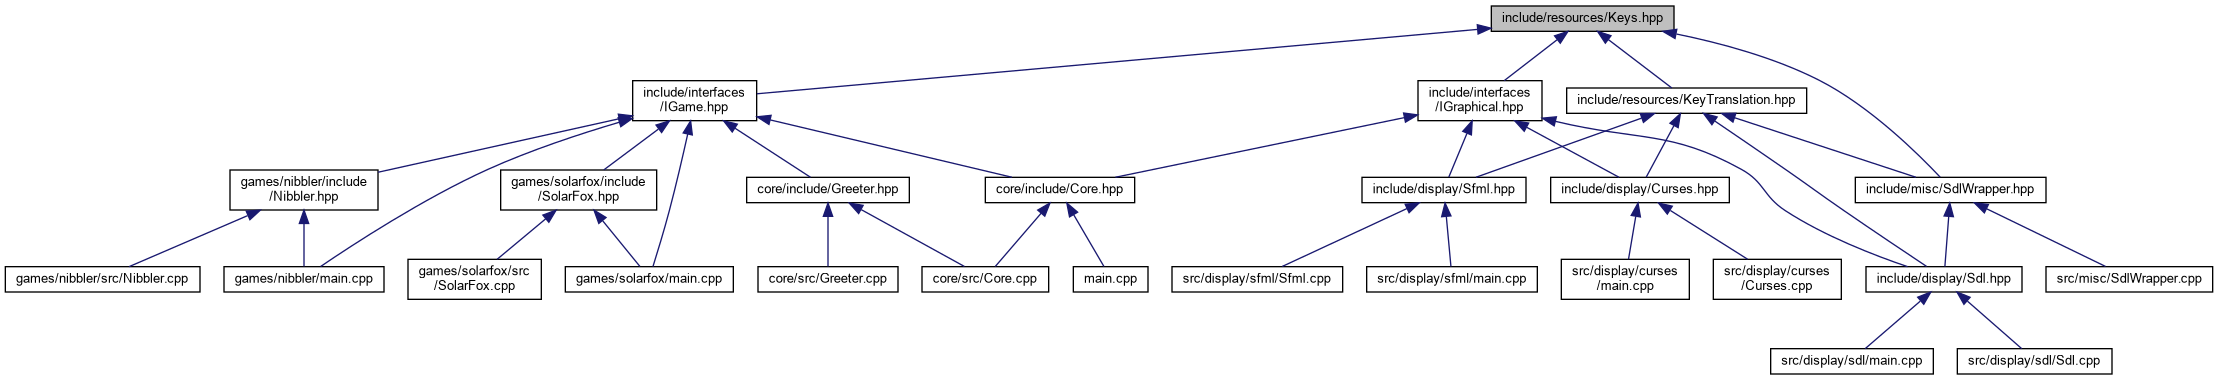 include/resources/Keys.hpp
include/interfaces
/IGame.hpp
include/interfaces
/IGraphical.hpp
include/resources/KeyTranslation.hpp
games/nibbler/include
/Nibbler.hpp
games/solarfox/include
/SolarFox.hpp
core/include/Greeter.hpp
core/include/Core.hpp
include/display/Sfml.hpp
include/display/Curses.hpp
include/misc/SdlWrapper.hpp
games/nibbler/src/Nibbler.cpp
games/nibbler/main.cpp
games/solarfox/src
/SolarFox.cpp
games/solarfox/main.cpp
core/src/Greeter.cpp
core/src/Core.cpp
main.cpp
src/display/sfml/Sfml.cpp
src/display/sfml/main.cpp
src/display/curses
/main.cpp
src/display/curses
/Curses.cpp
include/display/Sdl.hpp
src/misc/SdlWrapper.cpp
src/display/sdl/main.cpp
src/display/sdl/Sdl.cpp